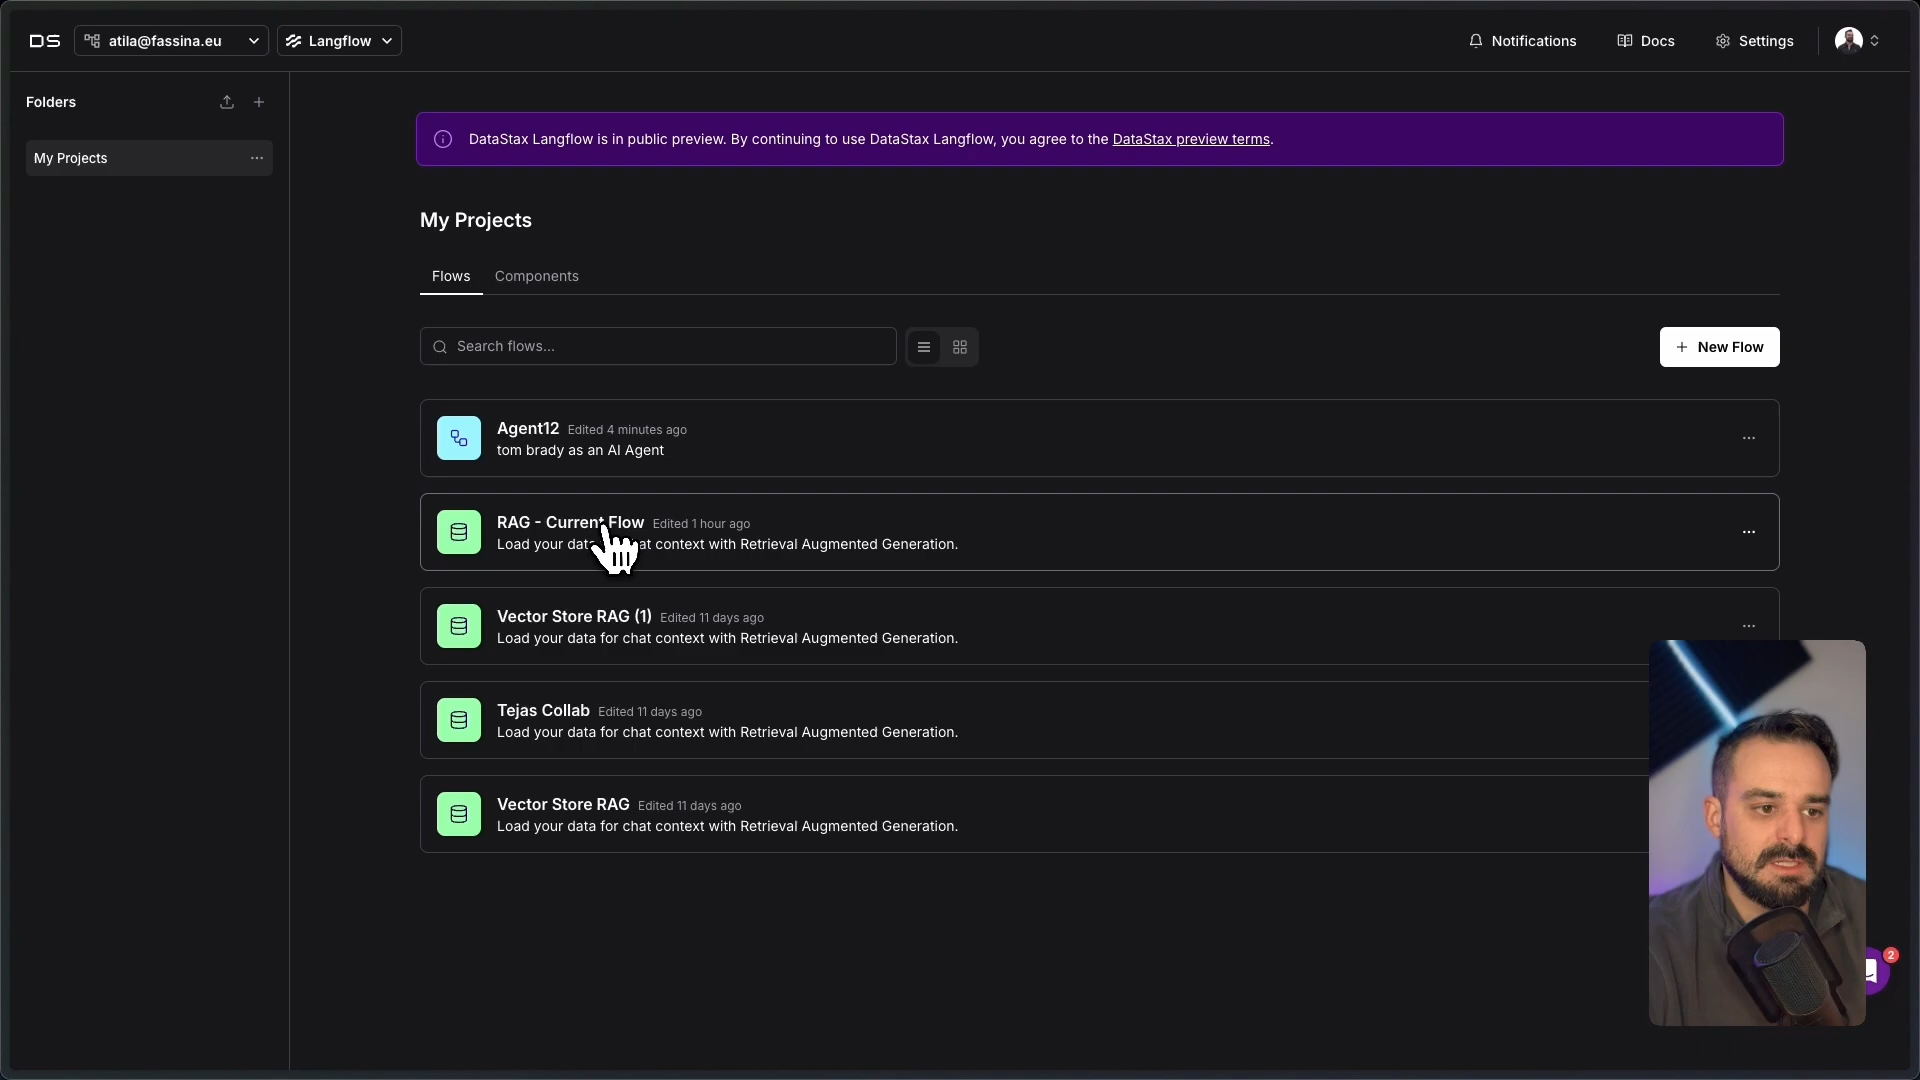 DS
atila@fassina.eu
Langflow
Notifications
Docs
Settings
Folders
My Projects
DataStax Langflow is in public preview. By continuing to use DataStax Langflow, you agree to the DataStax preview terms.
My Projects
Flows
Components
Search flows...
New Flow
Agent12 Edited 4 minutes ago
tom brady as an AI Agent
RAG - Current Flow Edited 1 hour ago
Load your data for chat context with Retrieval Augmented Generation.
Vector Store RAG (1) Edited 11 days ago
Load your data for chat context with Retrieval Augmented Generation.
Tejas Collab Edited 11 days ago
Load your data for chat context with Retrieval Augmented Generation.
Vector Store RAG Edited 11 days ago
Load your data for chat context with Retrieval Augmented Generation.
2